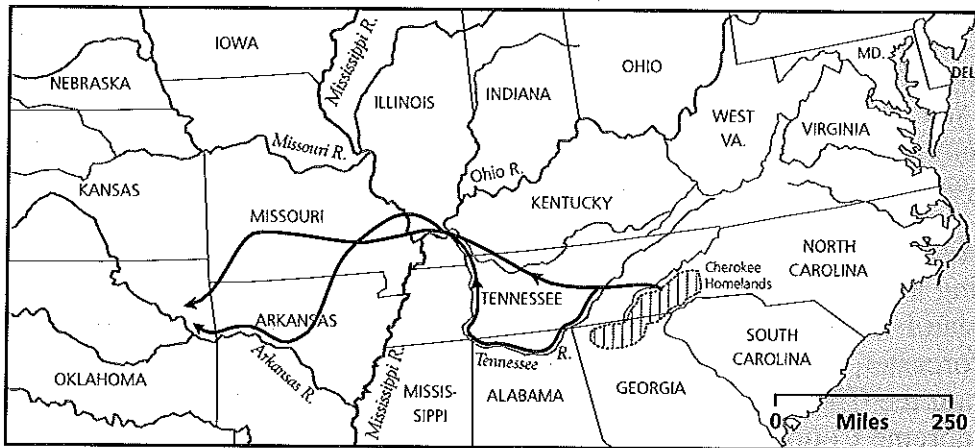 IOWA
Mississippi R.
MD.
OHIO
DEL
NEBRASKA
ILLINOIS
INDIANA
WEST
VA.
VIRGINIA
Missouri R.
Ohio R.
KANSAS
KENTUCKY
MISSOURI
NORTH
CAROLINA
Cherokee
Homelands
TENNESSEE
ARKANSAS
SOUTH
CAROLINA
Tennessee R.
Arkansas R.
OKLAHOMA
Mississippi R.
MISSIS-
SIPPI
ALABAMA
GEORGIA
0 Miles 250